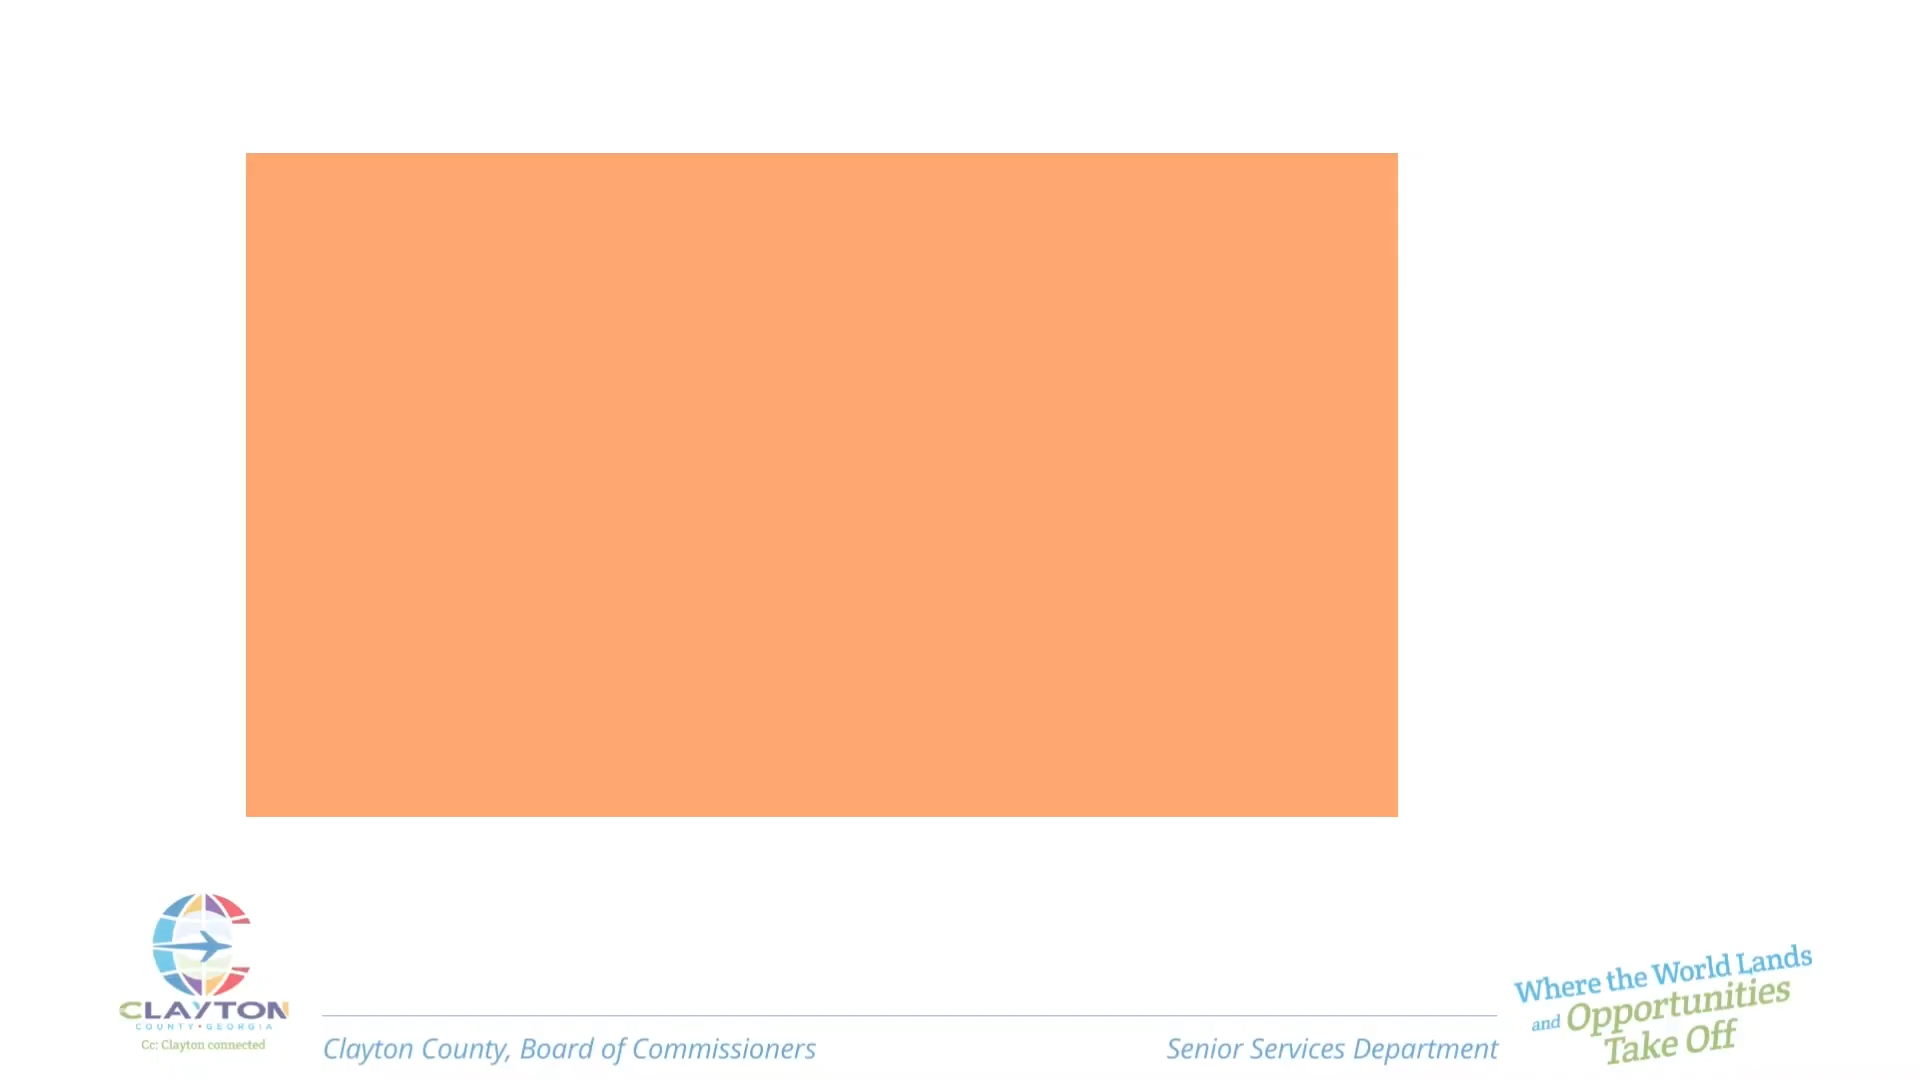 CLAYTON
COUNTY•GEORGIA
Cc: Clayton connected
Clayton County, Board of Commissioners
Senior Services Department
Where the World Lands
and Opportunities
Take Off